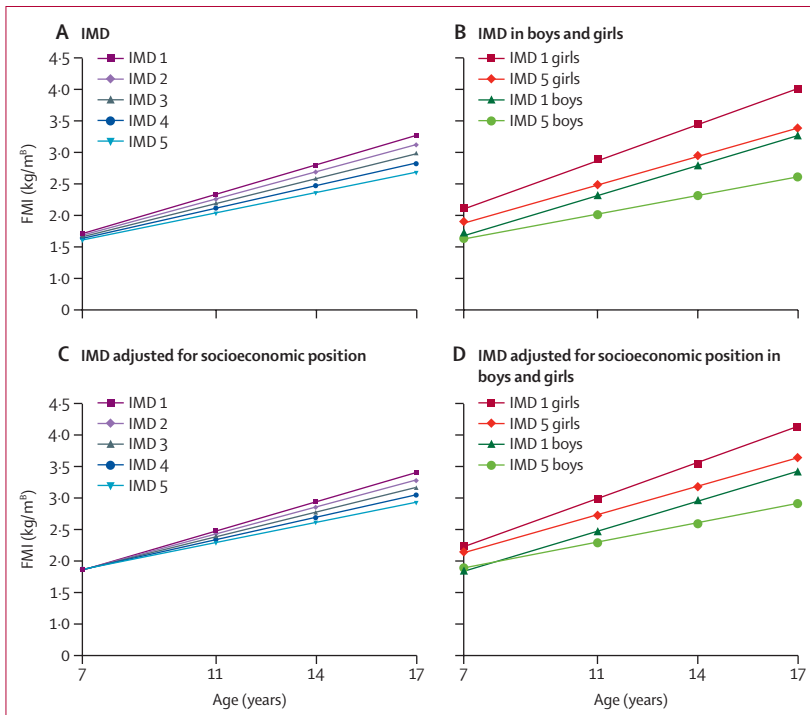 A IMD
IMD 1
IMD 2
IMD 3
IMD 4
IMD 5
4·5
4·0
3·5
3·0
2·5
2·0
1·5
1·0
0
FMI (kg/mᴮ)
B IMD in boys and girls
IMD 1 girls
IMD 5 girls
IMD 1 boys
IMD 5 boys
C IMD adjusted for socioeconomic position
IMD 1
IMD 2
IMD 3
IMD 4
IMD 5
4·5
4·0
3·5
3·0
2·5
2·0
1·5
1·0
0
FMI (kg/mᴮ)
7
11
14
17
Age (years)
D IMD adjusted for socioeconomic position in
boys and girls
IMD 1 girls
IMD 5 girls
IMD 1 boys
IMD 5 boys
7
11
14
17
Age (years)